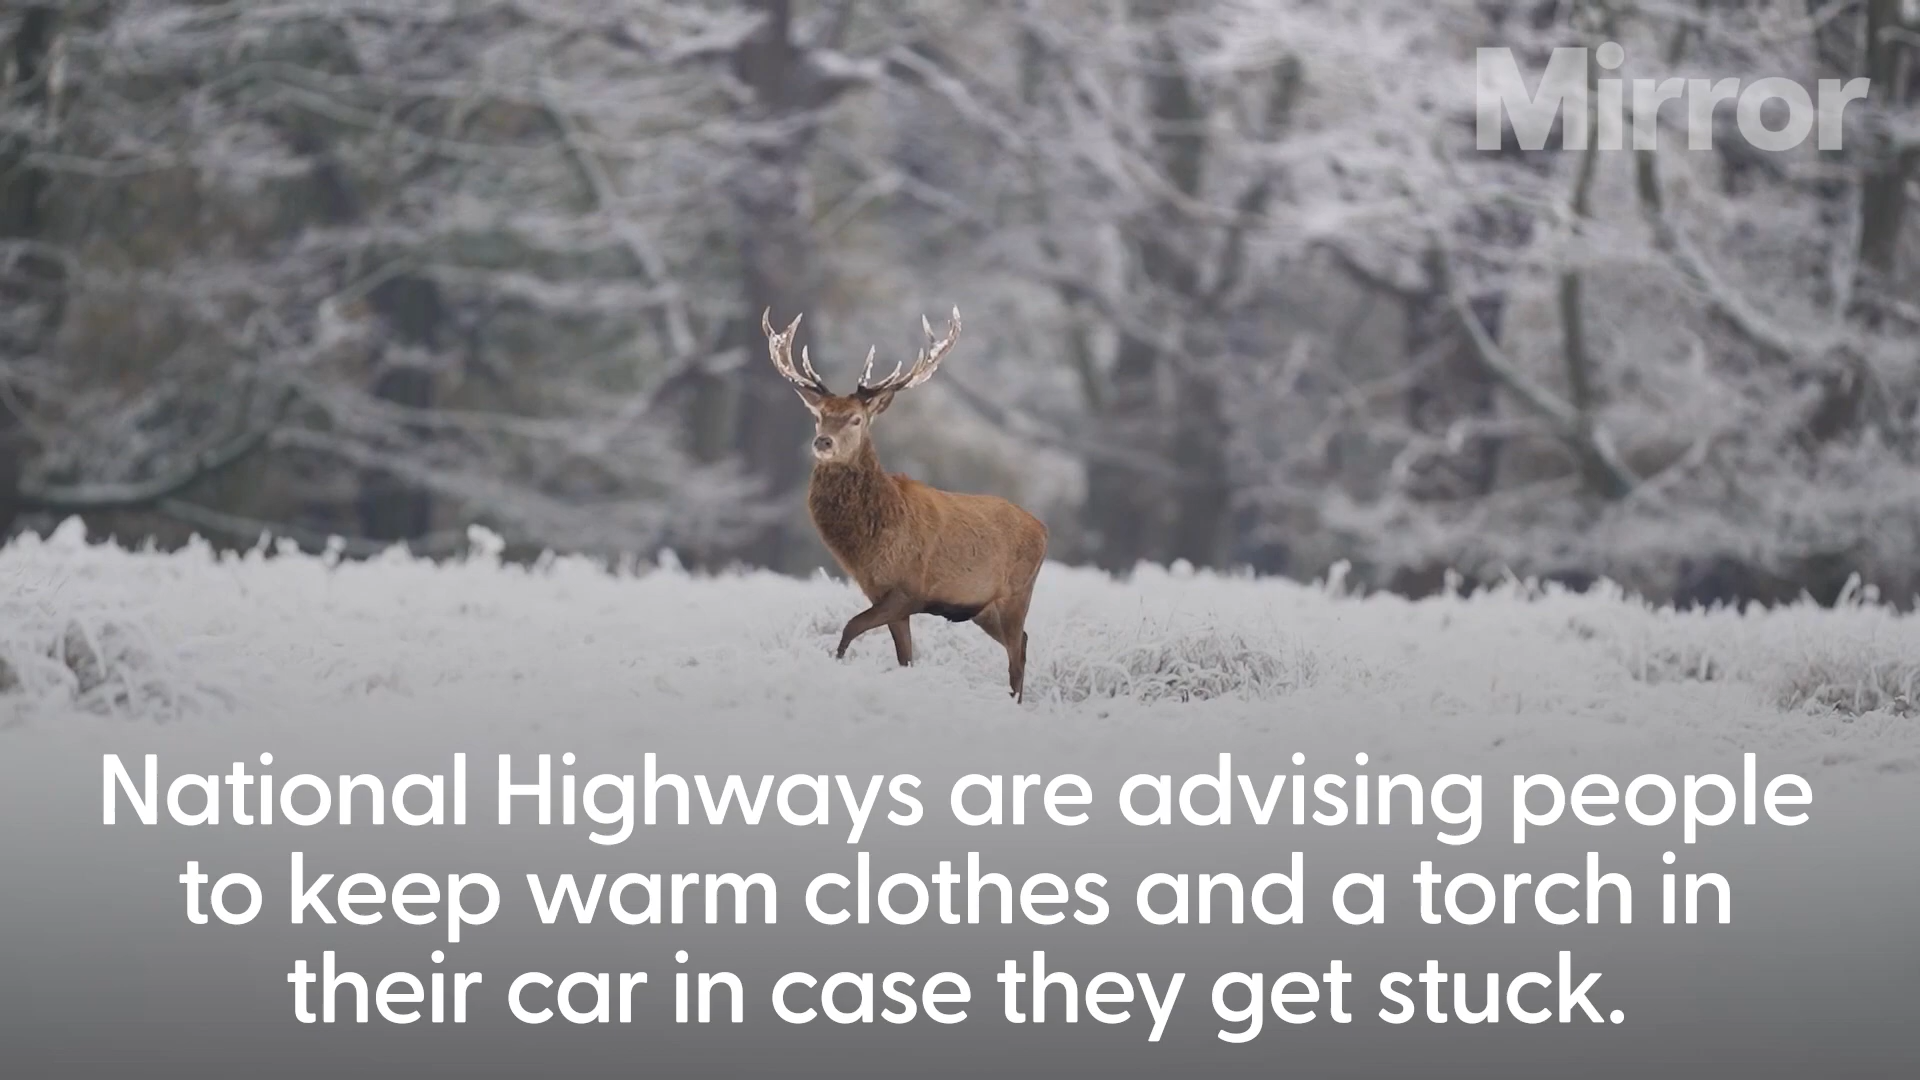 Mirror
National Highways are advising people
to keep warm clothes and a torch in
their car in case they get stuck.